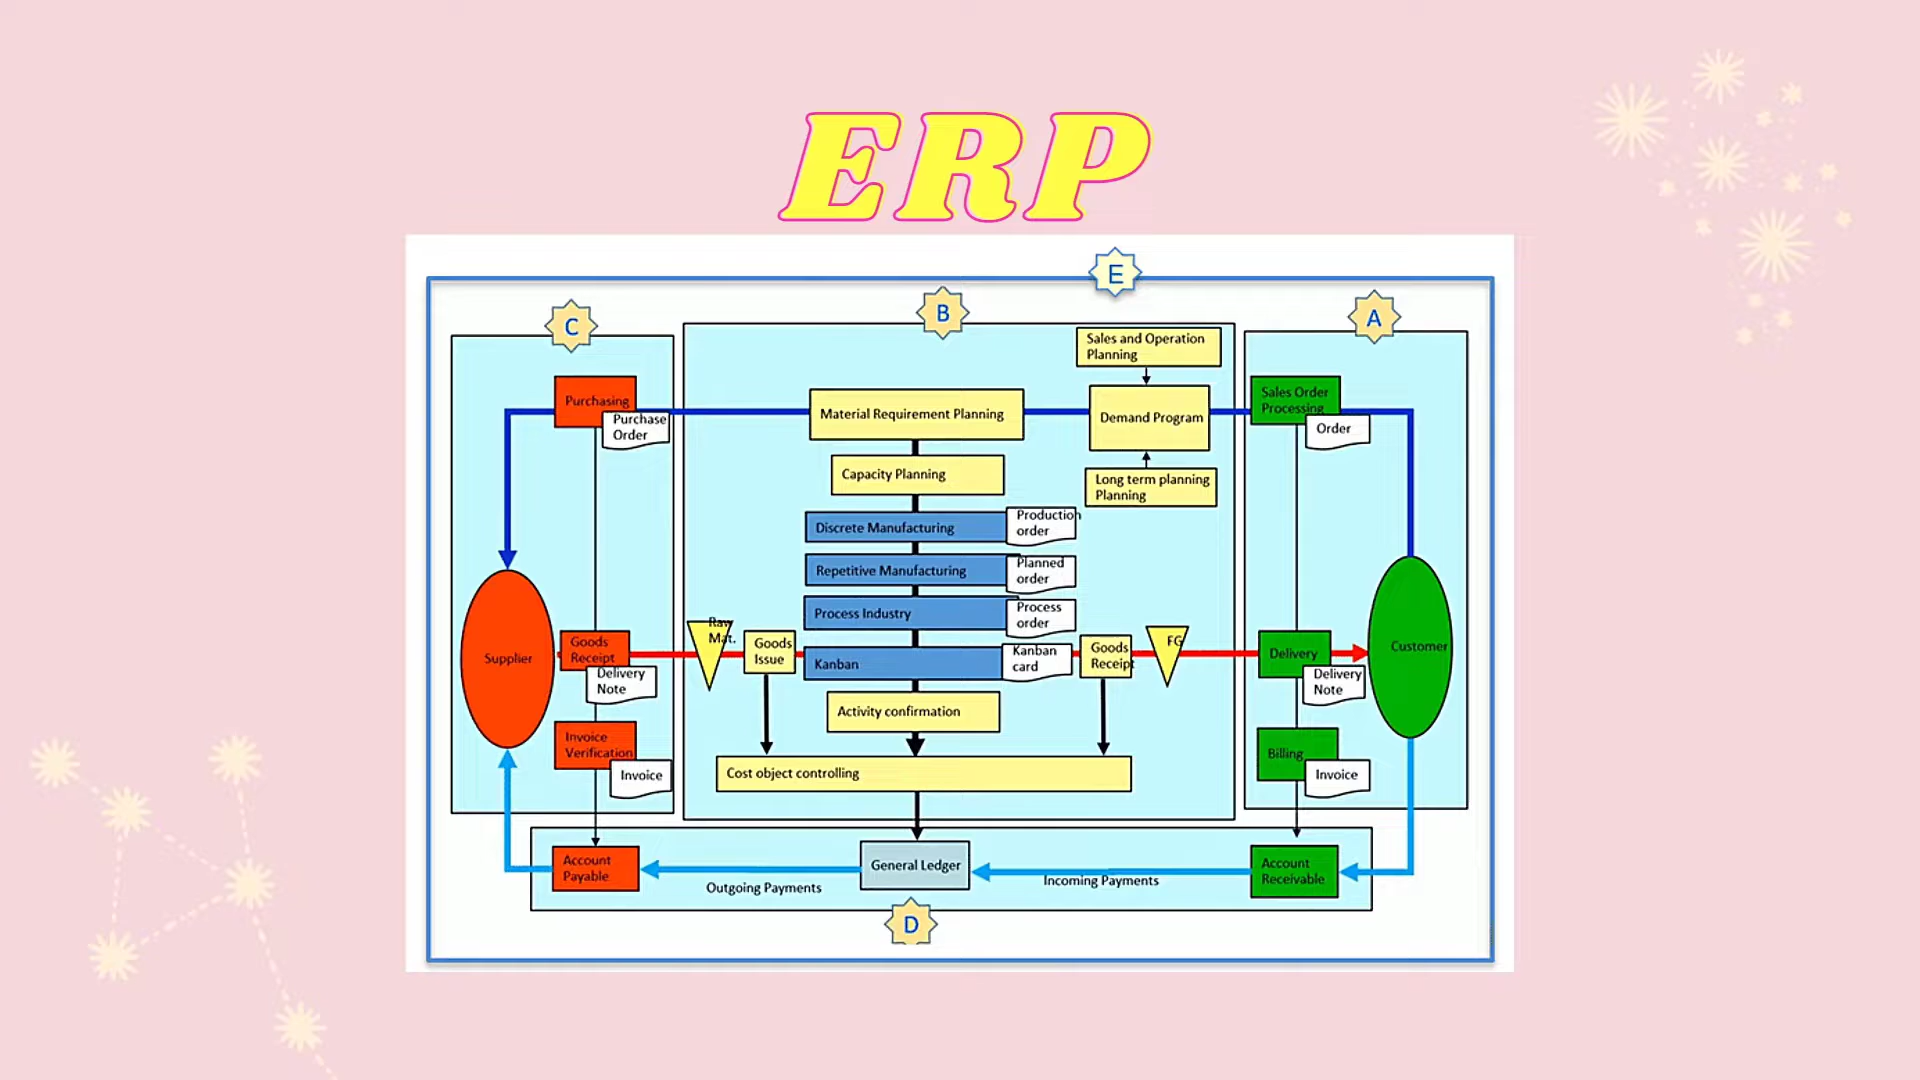 ERP
E
C
B
A
Sales and Operation
Planning
Purchasing
Purchase
Order
Material Requirement Planning
Demand Program
Sales Order
Processing
Order
Capacity Planning
Long term planning
Planning
Discrete Manufacturing
Production
order
Repetitive Manufacturing
Planned
order
Process Industry
Process
order
Supplier
Goods
Receipt
Delivery
Note
Raw
Mat.
Goods
Issue
Kanban
Kanban
card
Goods
Receipt
FG
Delivery
Delivery
Note
Customer
Activity confirmation
Invoice
Verification
Invoice
Cost object controlling
Billing
Invoice
Account
Payable
Outgoing Payments
General Ledger
Incoming Payments
Account
Receivable
D